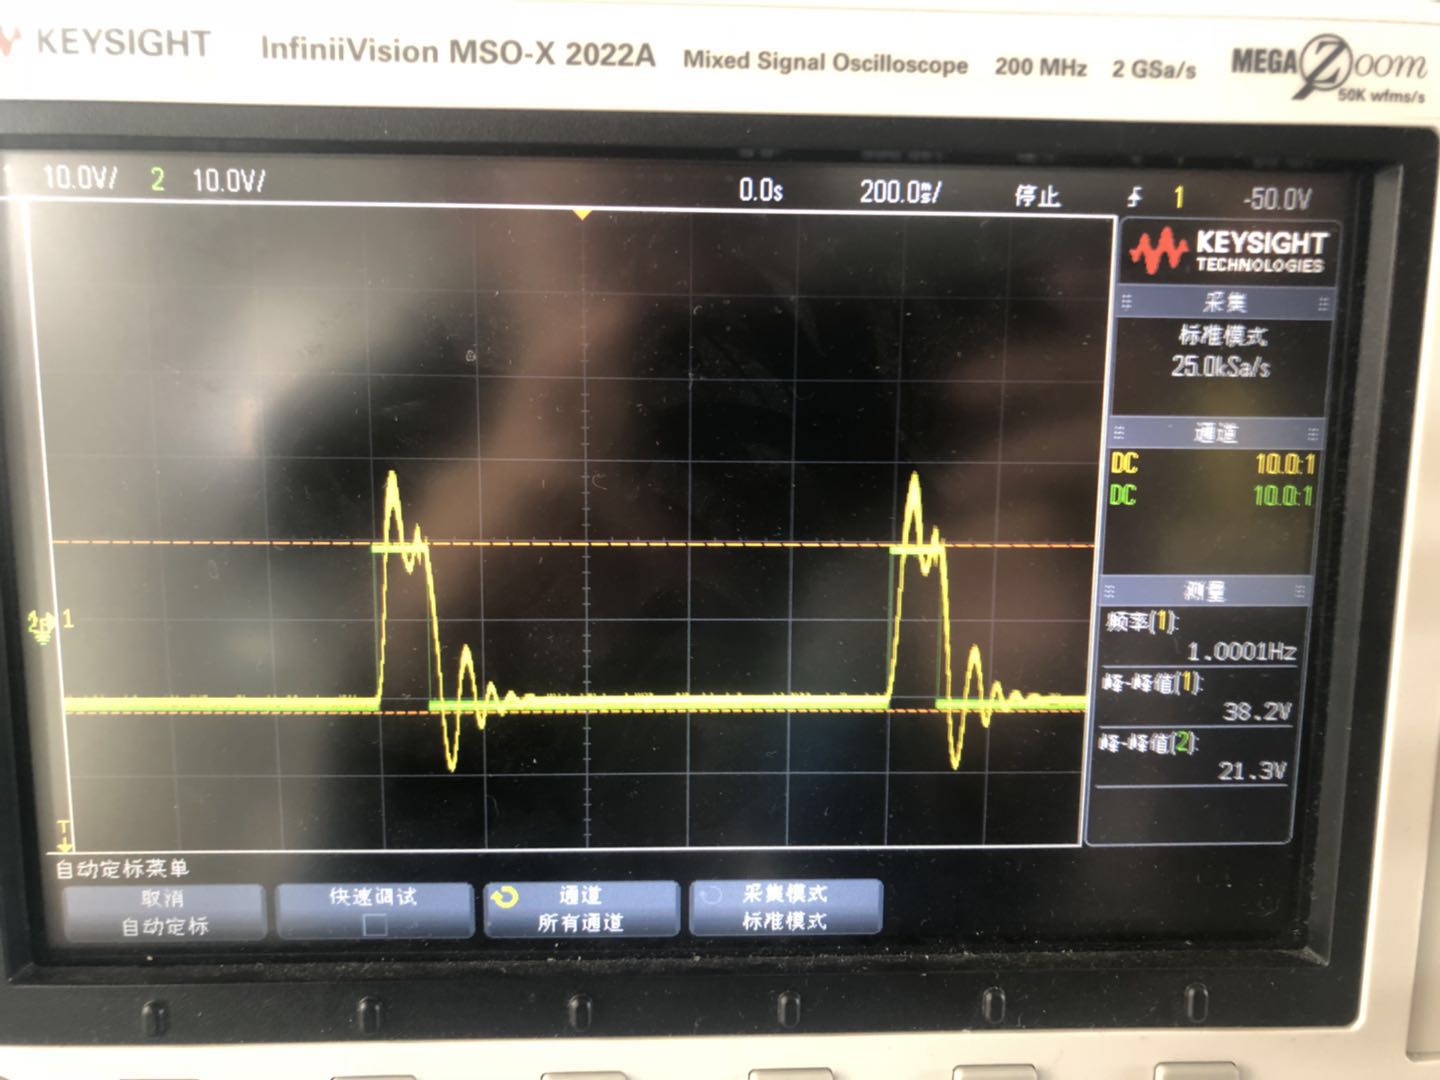 KEYSIGHT InfiniiVision MSO-X 2022A Mixed Signal Oscilloscope 200 MHz 2 GSa/s MEGA Zoom
50K wfms/s
1 10.0V/ 2 10.0V/ 0.0s 200.0ms/ 停止 1 -50.0V
KEYSIGHT
TECHNOLOGIES
采集
标准模式
25.0kSa/s
通道
DC 10.0:1
DC 10.0:1
测量
频率(1):
1.0001Hz
峰-峰值(1):
38.2V
峰-峰值(2):
21.3V
1
2
T
自动定标菜单
取消
自动定标
快速调试
通道
所有通道
采集模式
标准模式